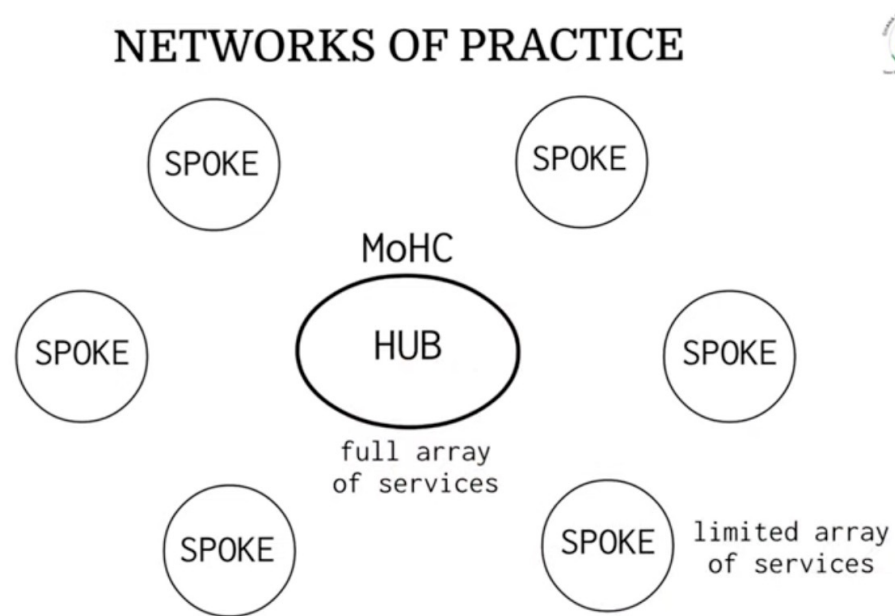 NETWORKS OF PRACTICE
SPOKE
SPOKE
MoHC
SPOKE
HUB
SPOKE
full array
of services
SPOKE
SPOKE
limited array
of services